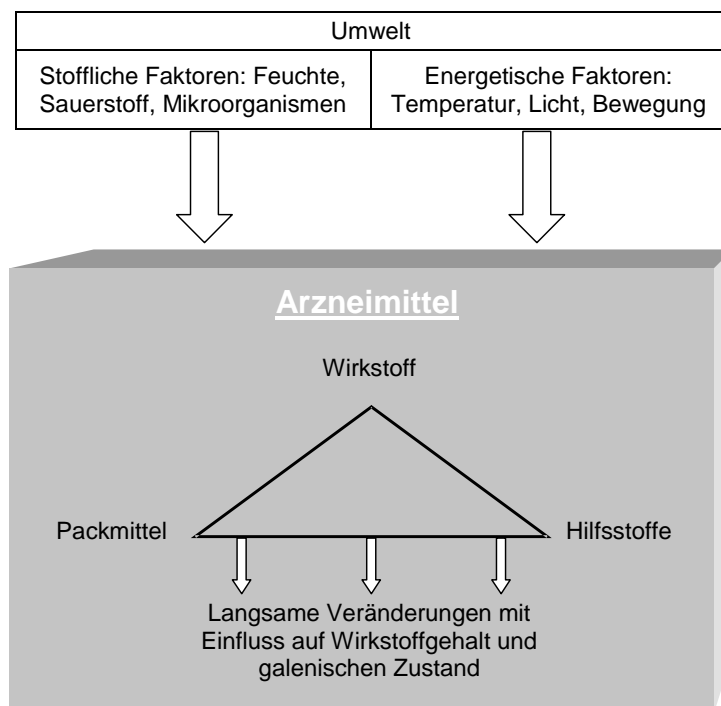 Umwelt
Stoffliche Faktoren: Feuchte,
Sauerstoff, Mikroorganismen
Energetische Faktoren:
Temperatur, Licht, Bewegung
Arzneimittel
Wirkstoff
Packmittel
Hilfsstoffe
Langsame Veränderungen mit
Einfluss auf Wirkstoffgehalt und
galenischen Zustand